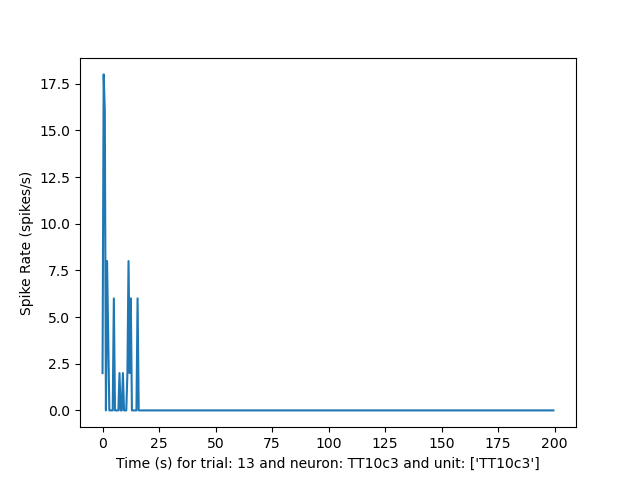 17.5
15.0
12.5
10.0
7.5
5.0
2.5
0.0
Spike Rate (spikes/s)
0 25 50 75 100 125 150 175 200
Time (s) for trial: 13 and neuron: TT10c3 and unit: ['TT10c3']